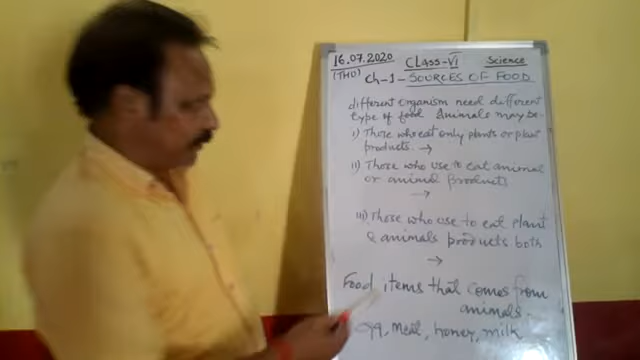 16.07.2020 CLASS-VI Science
(THU) Ch-1-SOURCES OF FOOD
different organism need different
type of food Animals may be-
i) Those who eat only plants or plant
products. →
ii) Those who use to eat animal
or animal products
→
iii) Those who use to eat plant
& animals products both
→
Food items that comes from
animals
egg, Meat, honey, milk